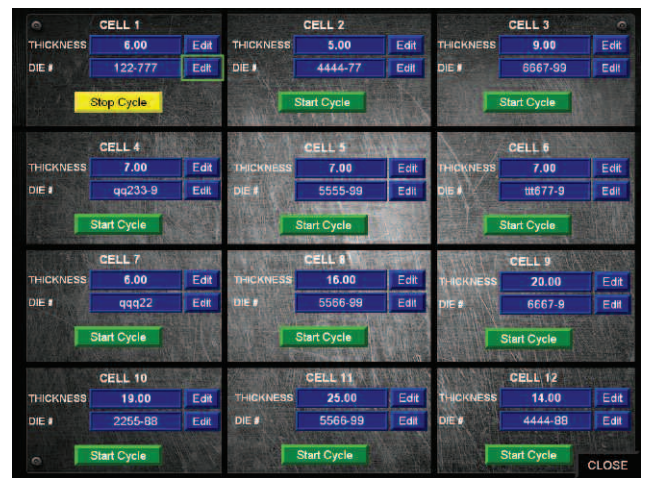 CELL 1 CELL 2 CELL 3
THICKNESS 6.00 Edit THICKNESS 5.00 Edit THICKNESS 9.00 Edit
DIE # 122-777 Edit DIE # 4444-77 Edit DIE # 6667-99 Edit
Stop Cycle Start Cycle Start Cycle
CELL 4 CELL 5 CELL 6
THICKNESS 7.00 Edit THICKNESS 7.00 Edit THICKNESS 7.00 Edit
DIE # qq233-9 Edit DIE # 5555-99 Edit DIE # ttt677-9 Edit
Start Cycle Start Cycle Start Cycle
CELL 7 CELL 8 CELL 9
THICKNESS 6.00 Edit THICKNESS 16.00 Edit THICKNESS 20.00 Edit
DIE # qqq22 Edit DIE # 5566-99 Edit DIE # 6667-9 Edit
Start Cycle Start Cycle Start Cycle
CELL 10 CELL 11 CELL 12
THICKNESS 19.00 Edit THICKNESS 25.00 Edit THICKNESS 14.00 Edit
DIE # 2255-88 Edit DIE # 5566-99 Edit DIE # 4444-88 Edit
Start Cycle Start Cycle Start Cycle
CLOSE